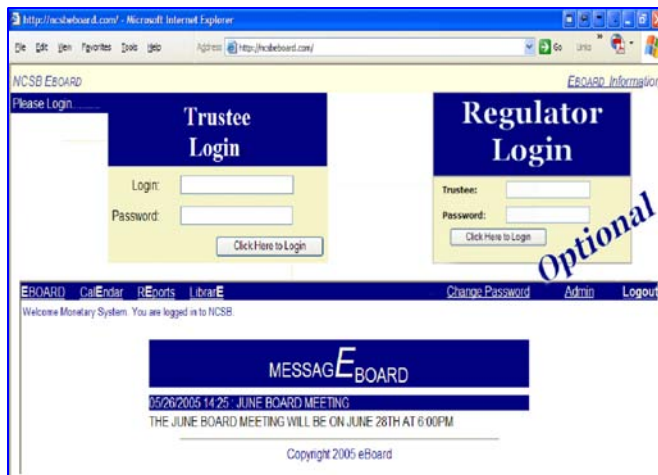 http://ncsbeboard.com/ - Microsoft Internet Explorer
File Edit View Favorites Tools Help Address http://ncsbeboard.com/ Go Links »
NCSB EBOARD EBOARD Information
Please Login.......
Trustee
Login
Login:
Password:
Click Here to Login
Regulator
Login
Trustee:
Password:
Click Here to Login
Optional
EBOARD CalEndar REports LibrarE Change Password Admin Logout
Welcome Monetary System. You are logged in to NCSB.
MESSAGEBOARD
05/26/2005 14:25 : JUNE BOARD MEETING
THE JUNE BOARD MEETING WILL BE ON JUNE 28TH AT 6:00PM
Copyright 2005 eBoard